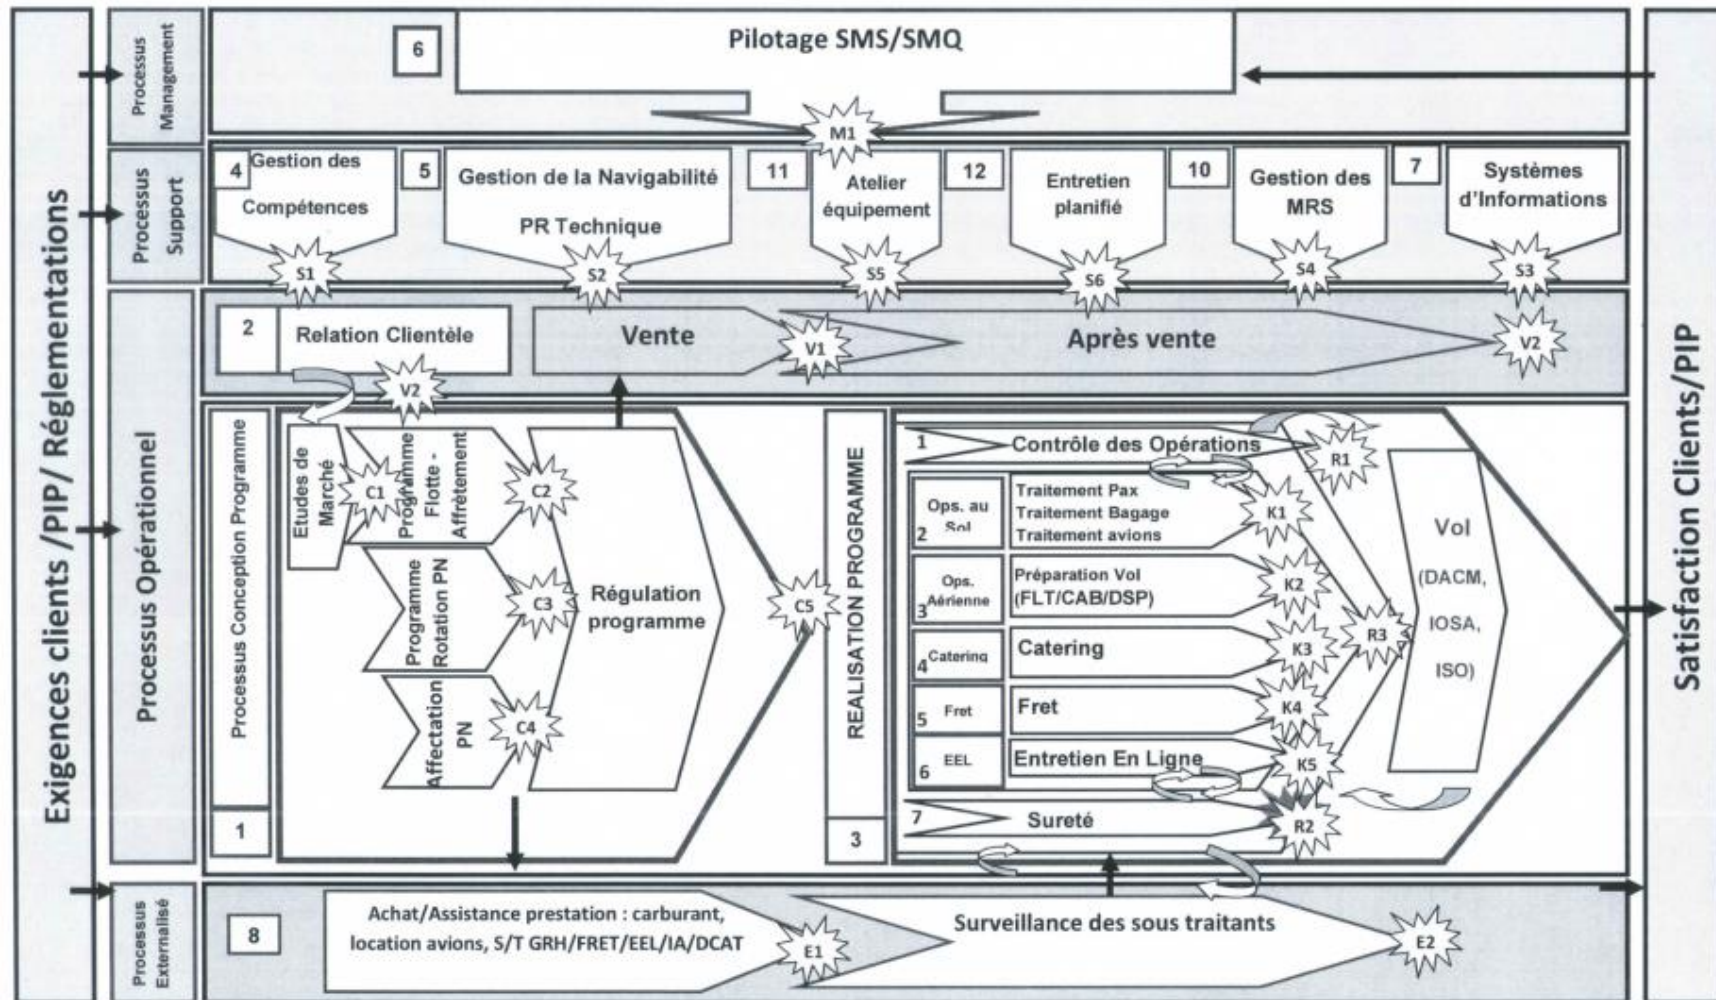 Exigences clients /PIP/ Réglementations
Processus
Management
6
Pilotage SMS/SMQ
M1
Processus
Support
4
Gestion des
Compétences
S1
5
Gestion de la Navigabilité
PR Technique
S2
11
Atelier
équipement
S5
12
Entretien
planifié
S6
10
Gestion des
MRS
S4
7
Systèmes
d'Informations
S3
Processus Opérationnel
2
Relation Clientèle
V2
Vente
V1
Après vente
V2
Processus Conception Programme
1
Etudes de
Marché
C1
Programme
Flotte -
Affrètement
C2
Programme
Rotation PN
C3
Affectation
PN
C4
Régulation
programme
C5
REALISATION PROGRAMME
3
1
Contrôle des Opérations
R1
Ops. au
Sol
2
Traitement Pax
Traitement Bagage
Traitement avions
K1
Ops.
Aérienne
3
Préparation Vol
(FLT/CAB/DSP)
K2
4
Catering
Catering
K3
5
Fret
Fret
K4
EEL
6
Entretien En Ligne
K5
7
Sureté
R2
R3
Vol
(DACM,
IOSA,
ISO)
Processus
Externalisé
8
Achat/Assistance prestation : carburant,
location avions, S/T GRH/FRET/EEL/IA/DCAT
E1
Surveillance des sous traitants
E2
Satisfaction Clients/PIP